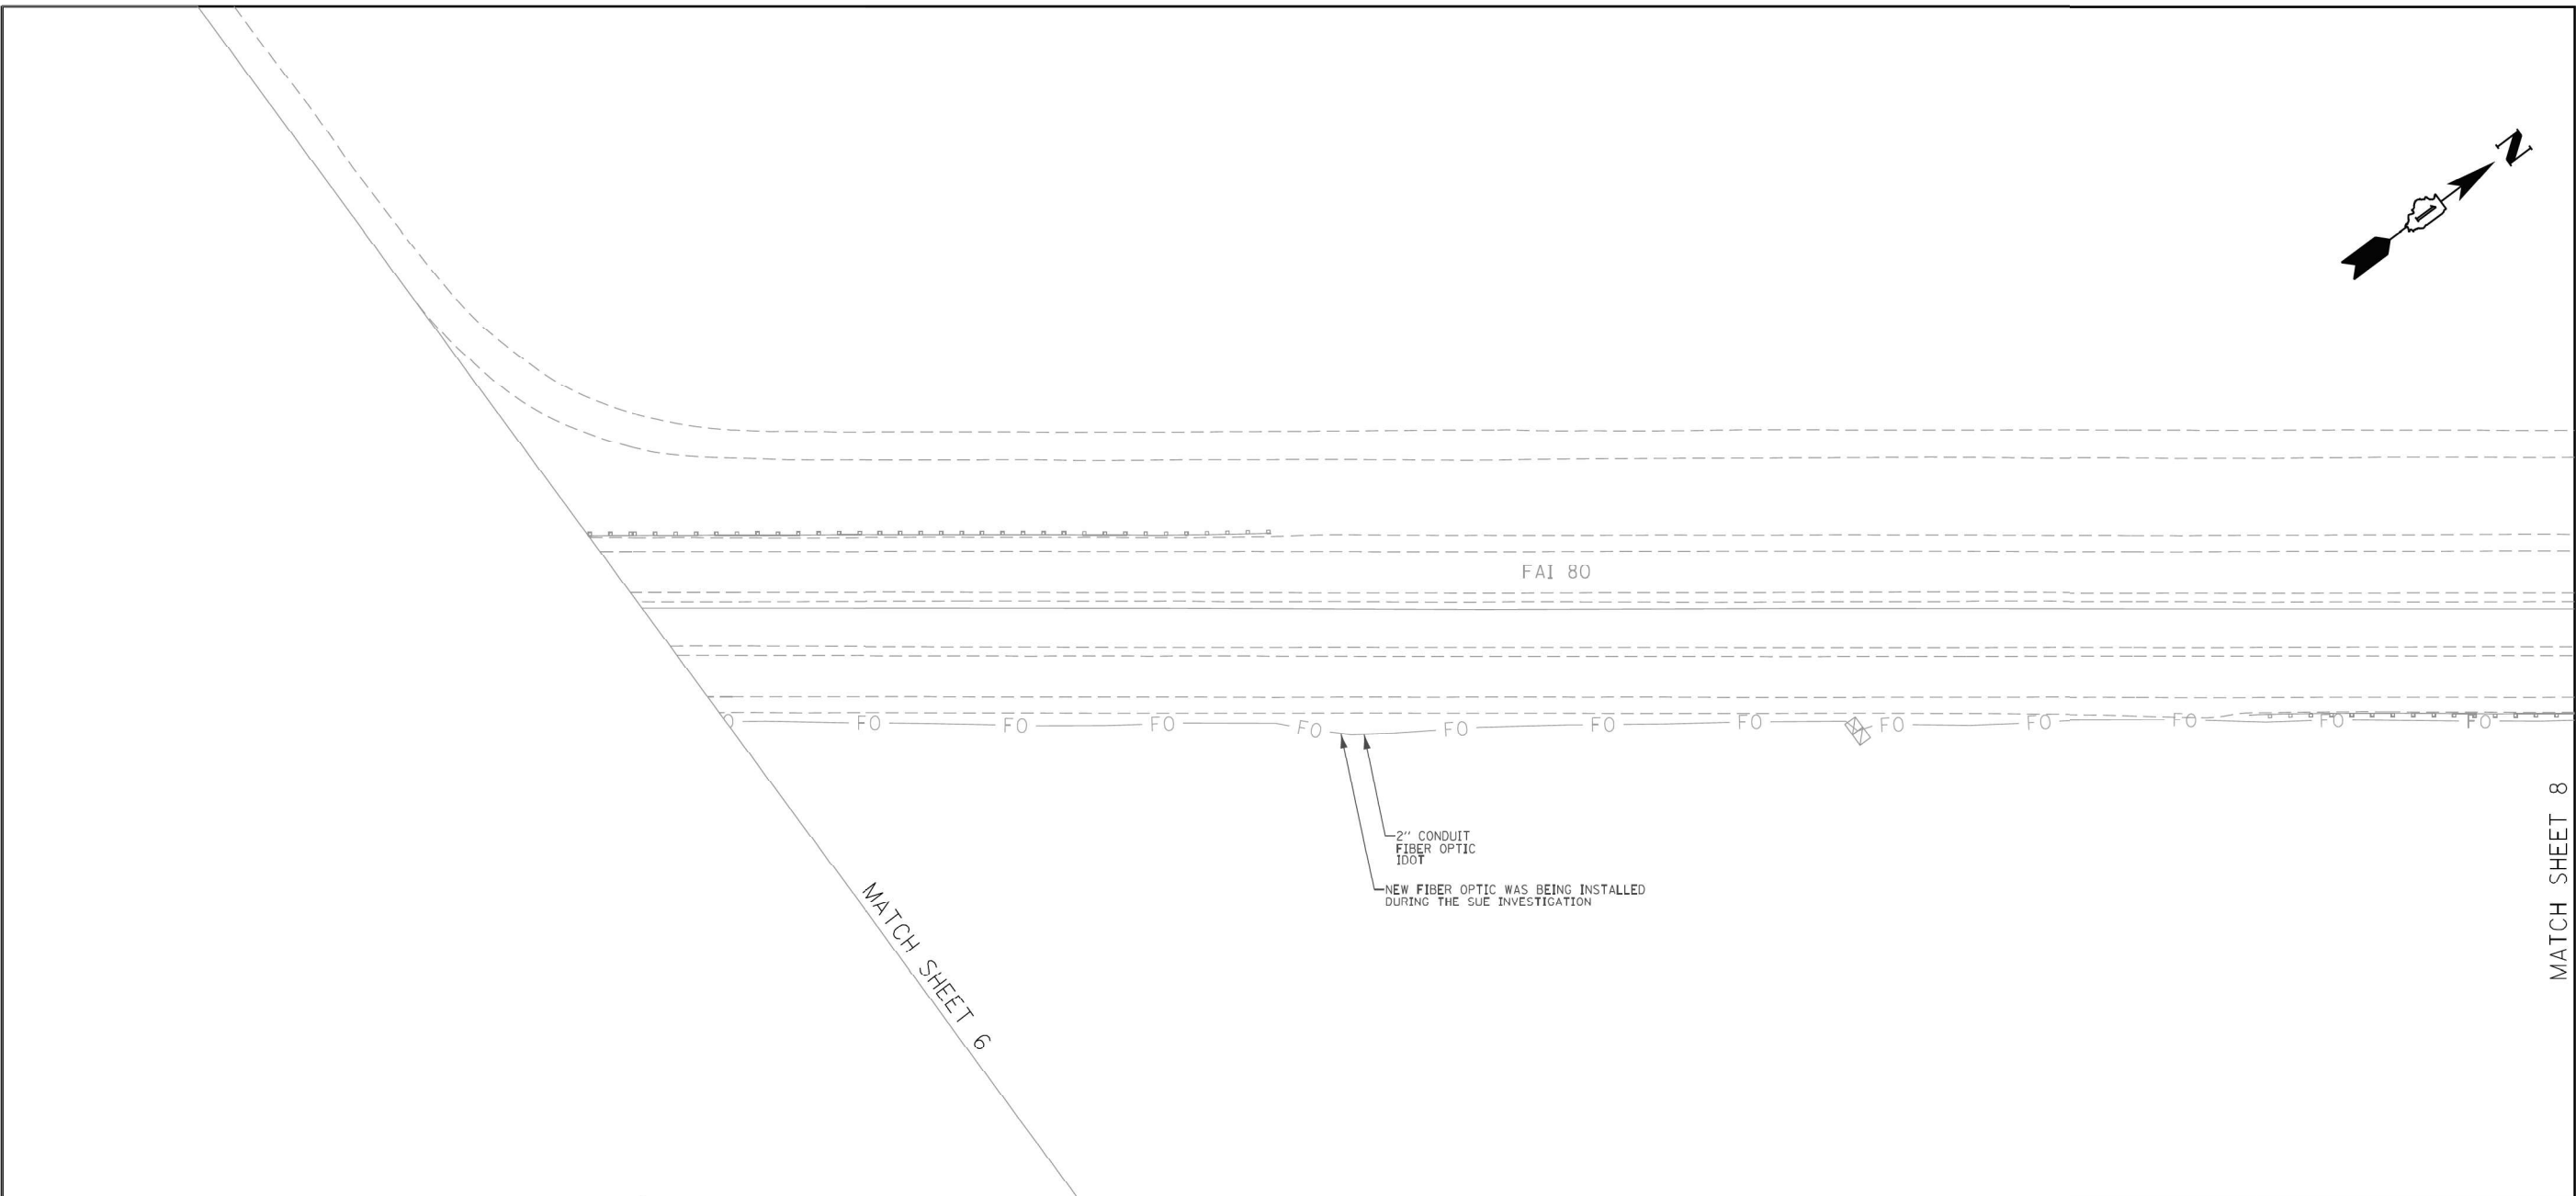 N
FAI 80
O
FO
FO
FO
FO
FO
FO
FO
FO
FO
FO
FO
FO
2'' CONDUIT
FIBER OPTIC
IDOT
NEW FIBER OPTIC WAS BEING INSTALLED
DURING THE SUE INVESTIGATION
MATCH SHEET 6
MATCH SHEET 8